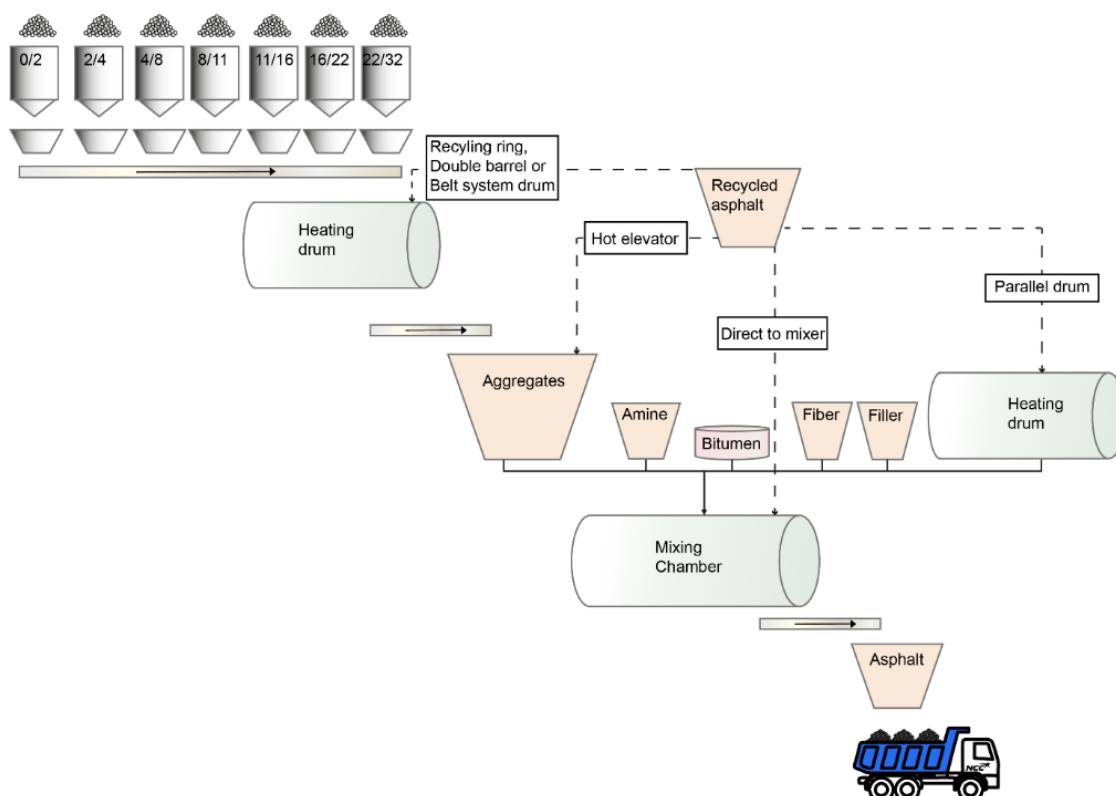 0/2
2/4
4/8
8/11
11/16
16/22
22/32
Recyling ring,
Double barrel or
Belt system drum
Recycled
asphalt
Heating
drum
Hot elevator
Parallel drum
Direct to mixer
Aggregates
Amine
Bitumen
Fiber
Filler
Heating
drum
Mixing
Chamber
Asphalt
NCC